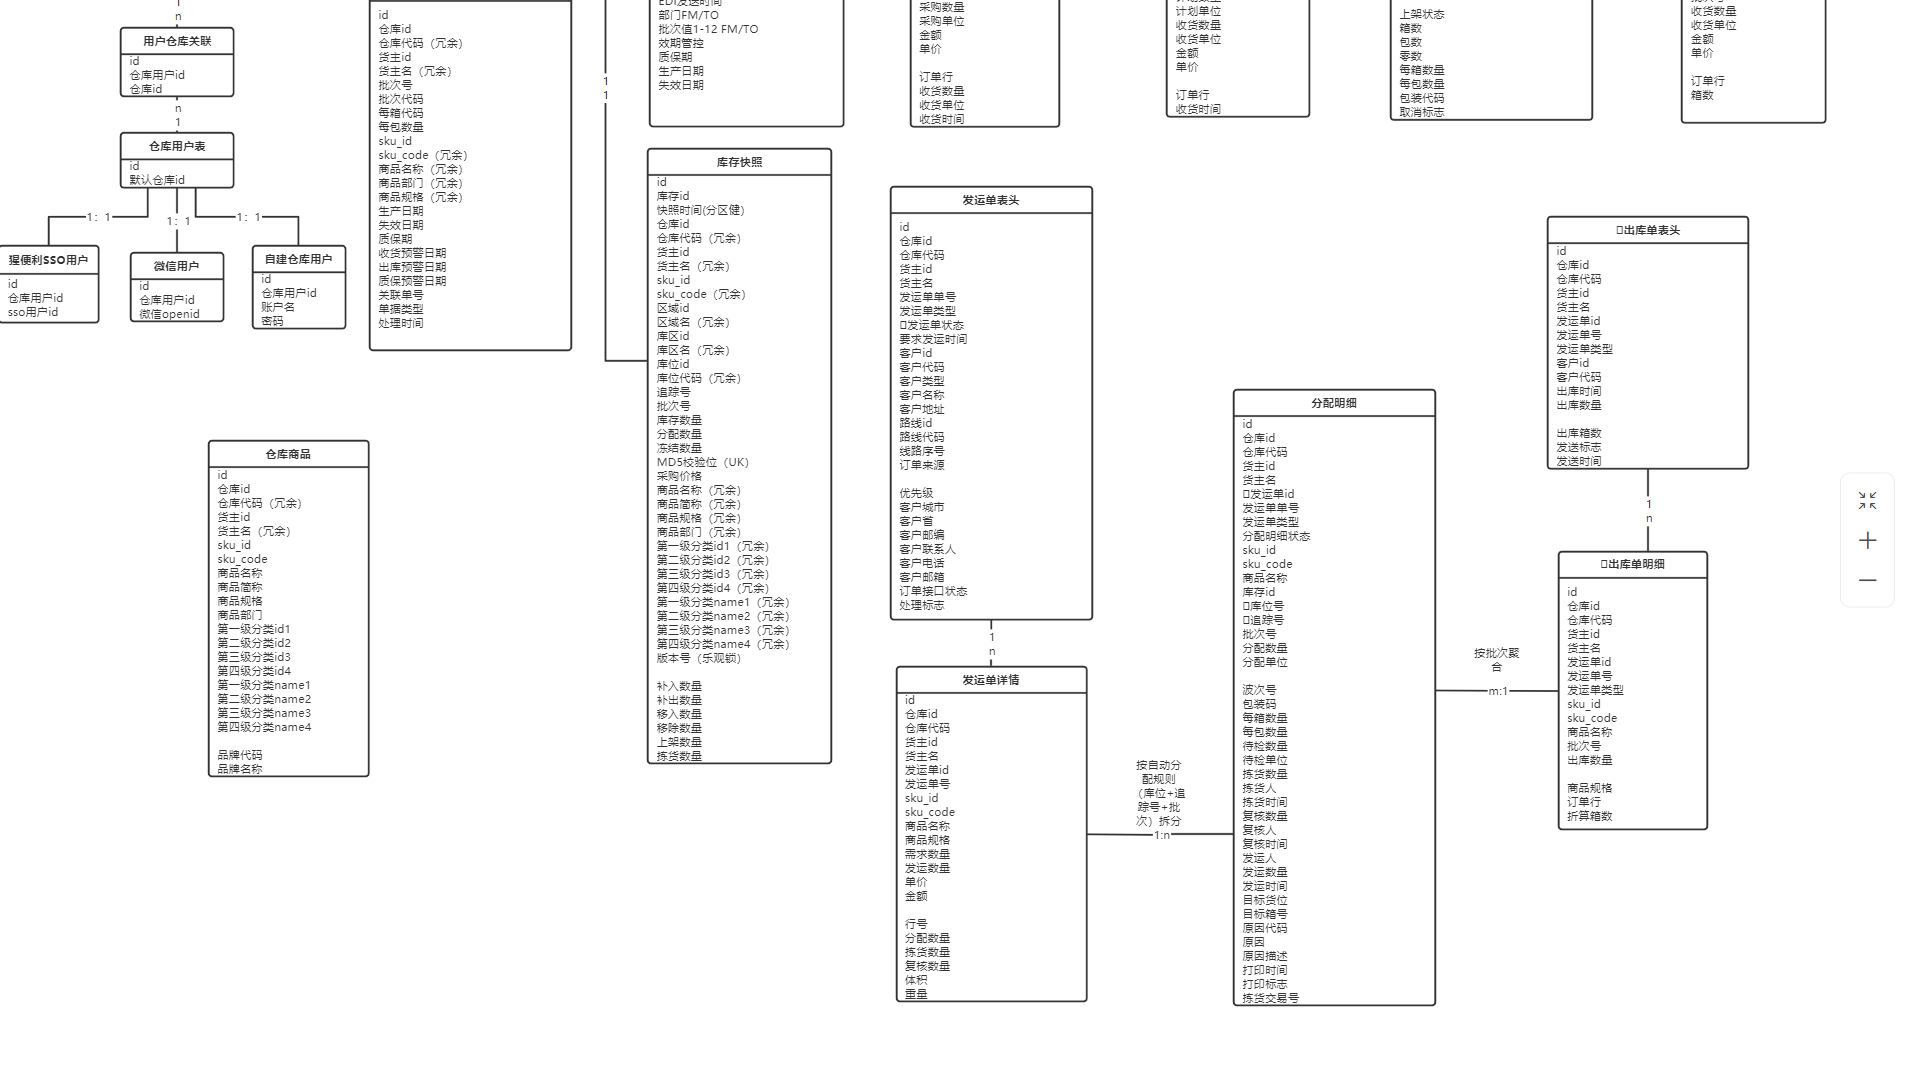 1
n
用户仓库关联
id
仓库用户id
仓库id
n
1
仓库用户表
id
默认仓库id
1：1
1：1
1：1
猩便利SSO用户
id
仓库用户id
sso用户id
微信用户
id
仓库用户id
微信openid
自建仓库用户
id
仓库用户id
账户名
密码
id
仓库id
仓库代码（冗余）
货主id
货主名（冗余）
批次号
批次代码
每箱代码
每包数量
sku_id
sku_code（冗余）
商品名称（冗余）
商品部门（冗余）
商品规格（冗余）
生产日期
失效日期
质保期
收货预警日期
出库预警日期
质保预警日期
关联单号
单据类型
处理时间
仓库商品
id
仓库id
仓库代码（冗余）
货主id
货主名（冗余）
sku_id
sku_code
商品名称
商品简称
商品规格
商品部门
第一级分类id1
第二级分类id2
第三级分类id3
第四级分类id4
第一级分类name1
第二级分类name2
第三级分类name3
第四级分类name4
品牌代码
品牌名称
1
1
EDI发送时间
部门FM/TO
批次值1-12 FM/TO
效期管控
质保期
生产日期
失效日期
库存快照
id
库存id
快照时间(分区健)
仓库id
仓库代码（冗余）
货主id
货主名（冗余）
sku_id
sku_code（冗余）
区域id
区域名（冗余）
库区id
库区名（冗余）
库位id
库位代码（冗余）
追踪号
批次号
库存数量
分配数量
冻结数量
MD5校验位（UK）
采购价格
商品名称（冗余）
商品简称（冗余）
商品规格（冗余）
商品部门（冗余）
第一级分类id1（冗余）
第二级分类id2（冗余）
第三级分类id3（冗余）
第四级分类id4（冗余）
第一级分类name1（冗余）
第二级分类name2（冗余）
第三级分类name3（冗余）
第四级分类name4（冗余）
版本号（乐观锁）
补入数量
补出数量
移入数量
移除数量
上架数量
拣货数量
采购数量
采购单位
金额
单价
订单行
收货数量
收货单位
收货时间
计划单位
收货数量
收货单位
金额
单价
订单行
收货时间
上架状态
箱数
包数
零数
每箱数量
每包数量
包装代码
取消标志
收货数量
收货单位
金额
单价
订单行
箱数
发运单表头
id
仓库id
仓库代码
货主id
货主名
发运单单号
发运单类型
发运单状态
要求发运时间
客户id
客户代码
客户类型
客户名称
客户地址
路线id
路线代码
线路序号
订单来源
优先级
客户城市
客户省
客户邮编
客户联系人
客户电话
客户邮箱
订单接口状态
处理标志
1
n
发运单详情
id
仓库id
仓库代码
货主id
货主名
发运单id
发运单号
sku_id
sku_code
商品名称
商品规格
需求数量
发运数量
单价
金额
行号
分配数量
拣货数量
复核数量
体积
重量
按自动分
配规则
（库位+追
踪号+批
次）拆分
1:n
分配明细
id
仓库id
仓库代码
货主id
货主名
发运单id
发运单单号
发运单类型
分配明细状态
sku_id
sku_code
商品名称
库存id
库位号
追踪号
批次号
分配数量
分配单位
波次号
包装码
每箱数量
每包数量
待检数量
待检单位
拣货数量
拣货人
拣货时间
复核数量
复核人
复核时间
发运人
发运数量
发运时间
目标货位
目标箱号
原因代码
原因
原因描述
打印时间
打印标志
拣货交易号
按批次聚
合
m:1
出库单表头
id
仓库id
仓库代码
货主id
货主名
发运单id
发运单号
发运单类型
客户id
客户代码
出库时间
出库数量
出库箱数
发送标志
发送时间
1
n
出库单明细
id
仓库id
仓库代码
货主id
货主名
发运单id
发运单号
发运单类型
sku_id
sku_code
商品名称
批次号
出库数量
商品规格
订单行
折算箱数